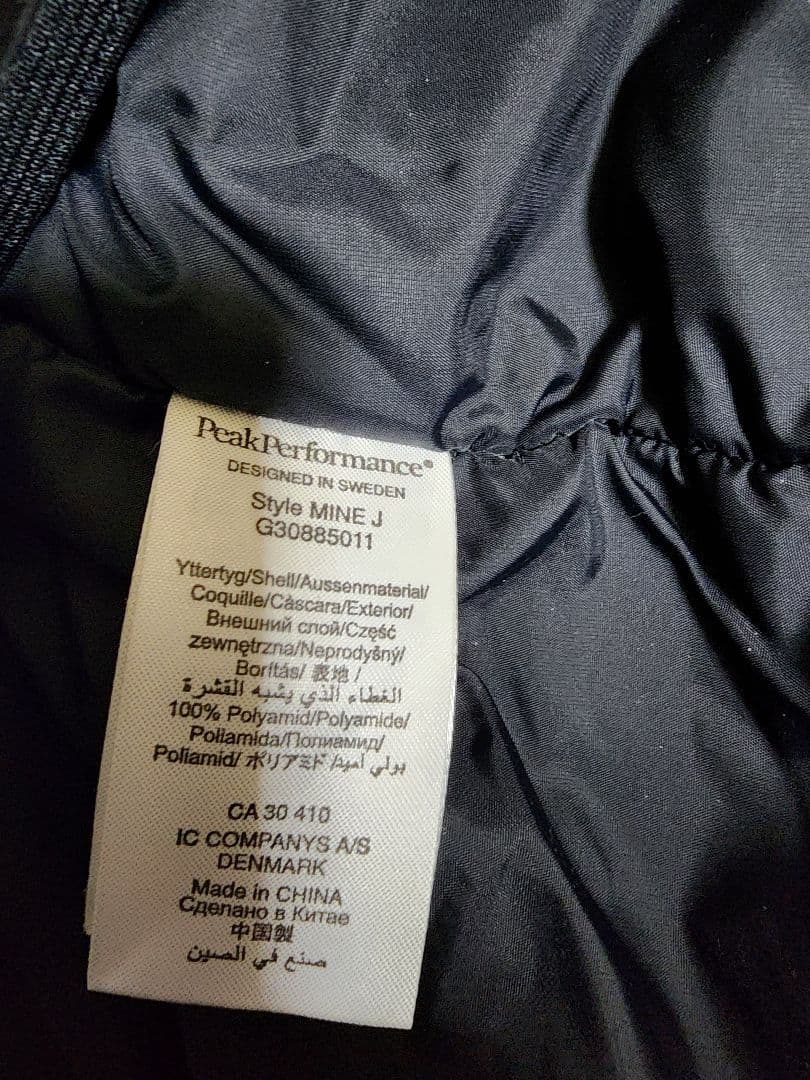 PeakPerformance®
DESIGNED IN SWEDEN
Style MINE J
G30885011
Yttertyg/Shell/Aussenmaterial/
Coquille/Càscara/Exterior/
Внешний слой/Część
zewnętrzna/Neprodyšný/
Borítás/ 表地 /
الغطاء الذي يشبه القشرة
100% Polyamid/Polyamide/
Poliamida/Полиамид/
Poliamid/ ポリアミド /بولي أميد
CA 30 410
IC COMPANYS A/S
DENMARK
Made in CHINA
Сделано в Китае
中国製
صنع في الصين